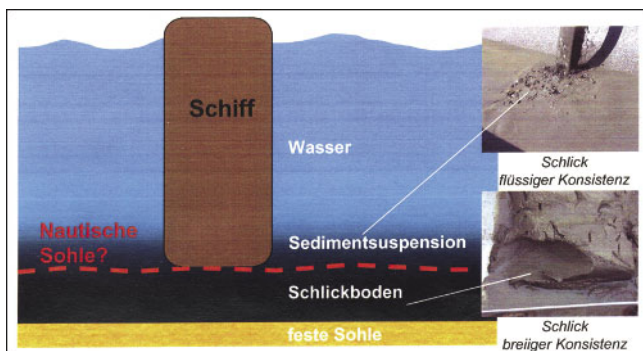 Schiff
Wasser
Nautische
Sohle?
Sedimentsuspension
Schlickboden
feste Sohle
Schlick
flüssiger Konsistenz
Schlick
breiiger Konsistenz